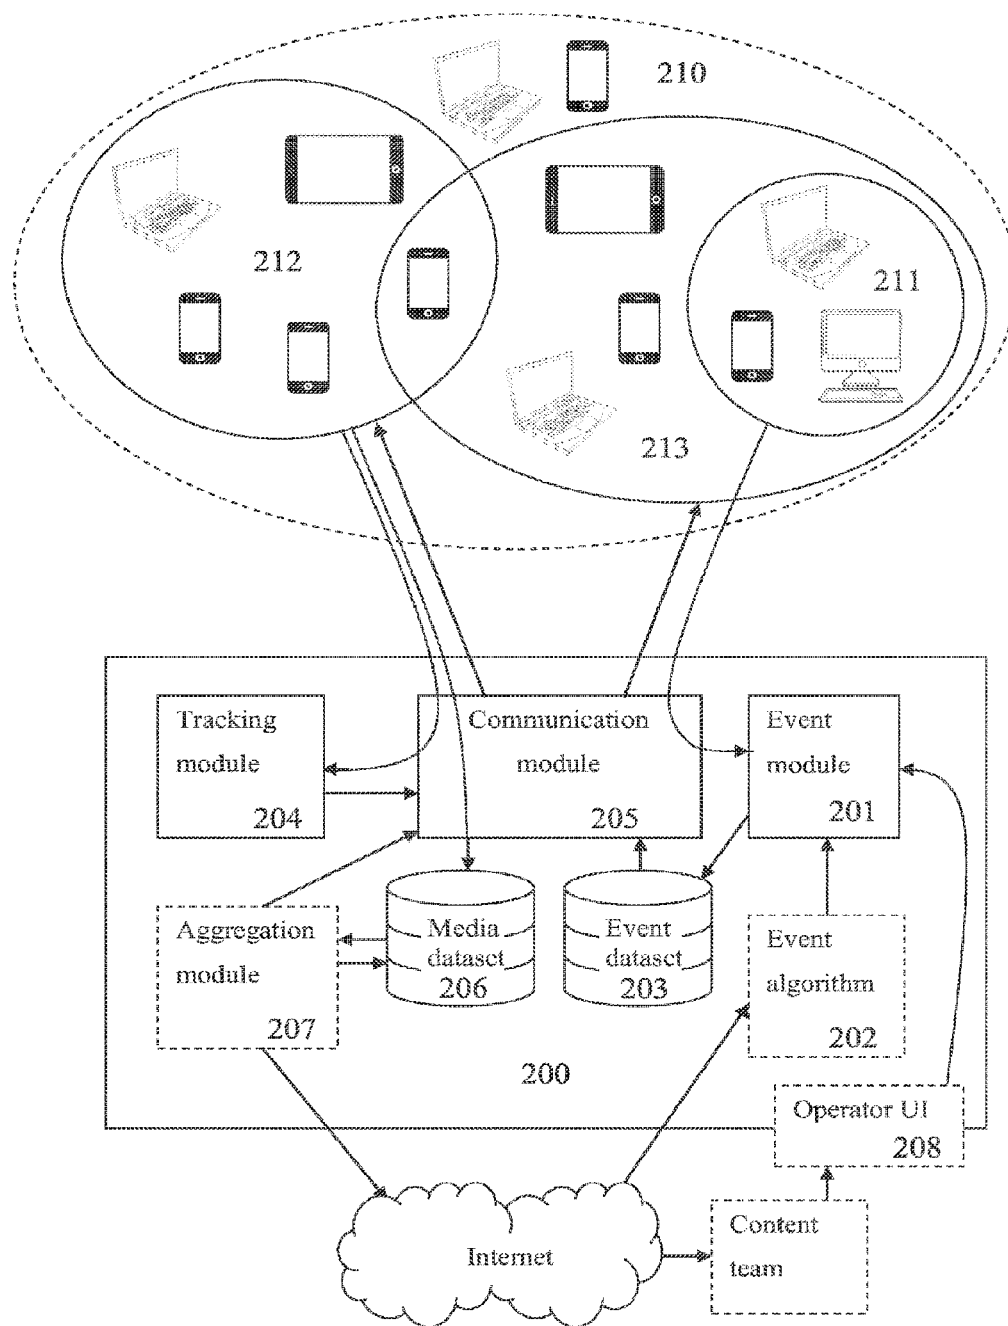 210
212
211
213
Tracking
module
204
Communication
module
205
Event
module
201
Aggregation
module
207
Media
dataset
206
Event
dataset
203
Event
algorithm
202
200
Operator UI
208
Internet
Content
team